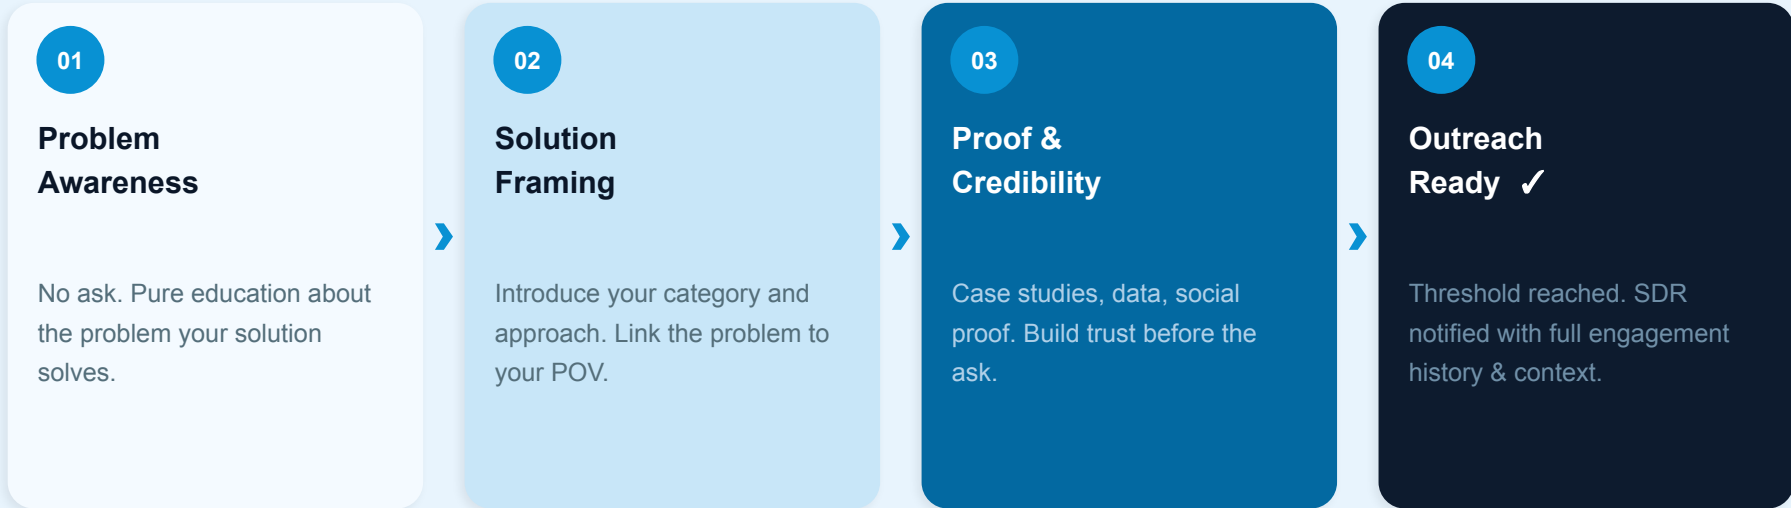 01
Problem
Awareness
No ask. Pure education about
the problem your solution
solves.
02
Solution
Framing
Introduce your category and
approach. Link the problem to
your POV.
03
Proof &
Credibility
Case studies, data, social
proof. Build trust before the
ask.
04
Outreach
Ready ✓
Threshold reached. SDR
notified with full engagement
history & context.